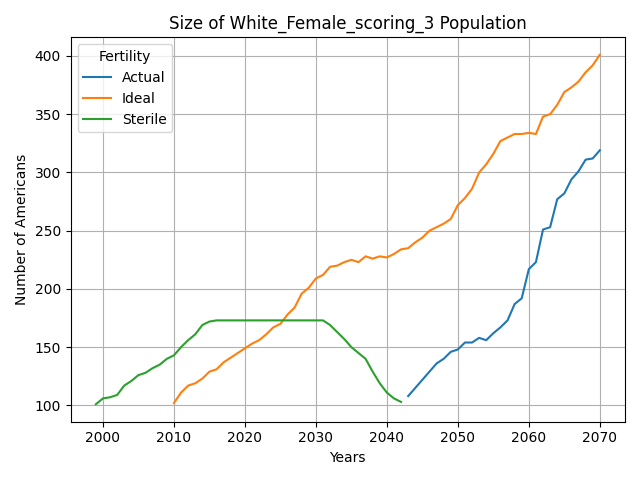 Size of White_Female_scoring_3 Population
Fertility
Actual
Ideal
Sterile
Number of Americans
400
350
300
250
200
150
100
2000 2010 2020 2030 2040 2050 2060 2070
Years